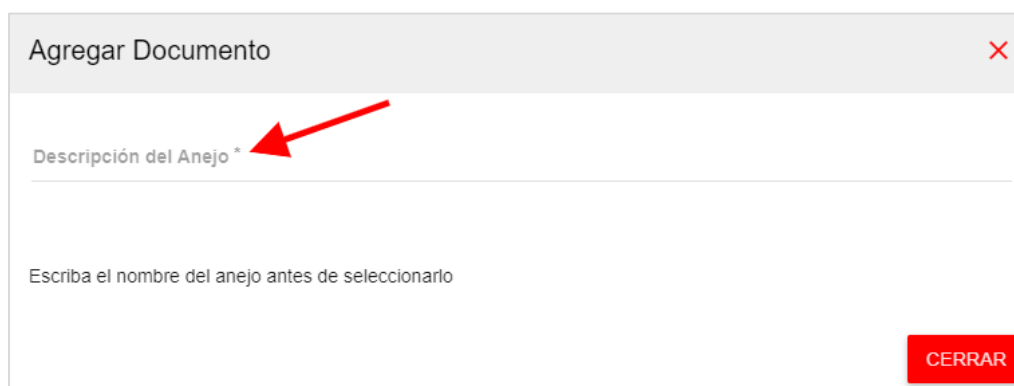 Agregar Documento
Descripción del Anejo *
Escriba el nombre del anejo antes de seleccionarlo
CERRAR